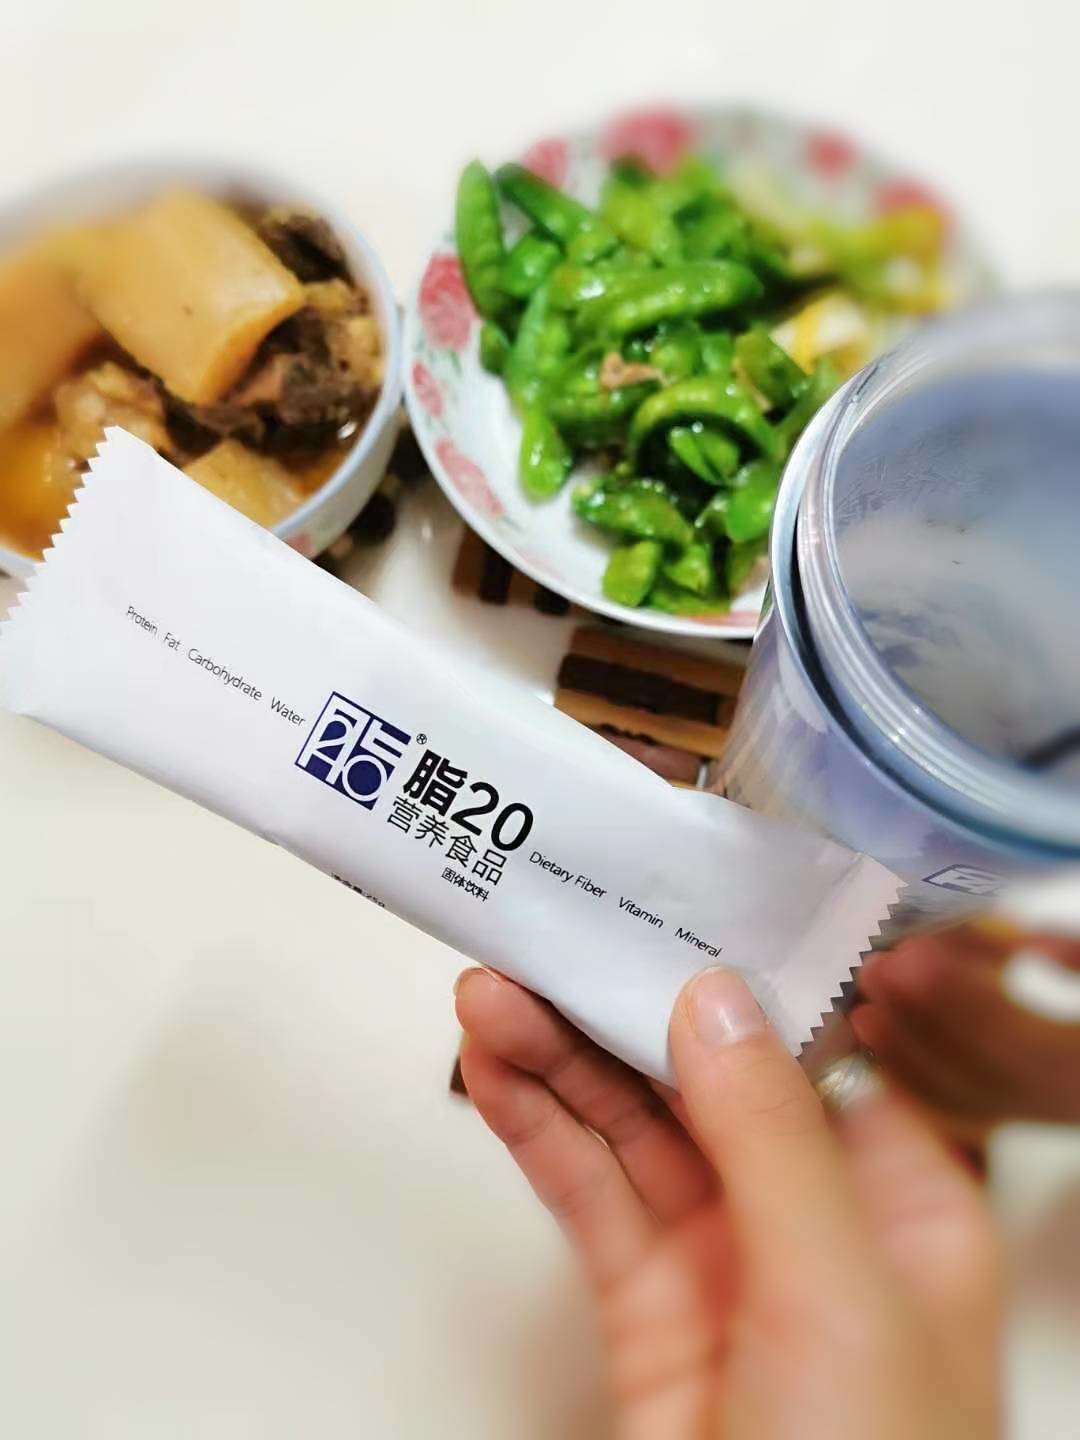 Protein Fat Carbohydrate Water
®
脂20
营养食品
固体饮料
Dietary Fiber Vitamin Mineral